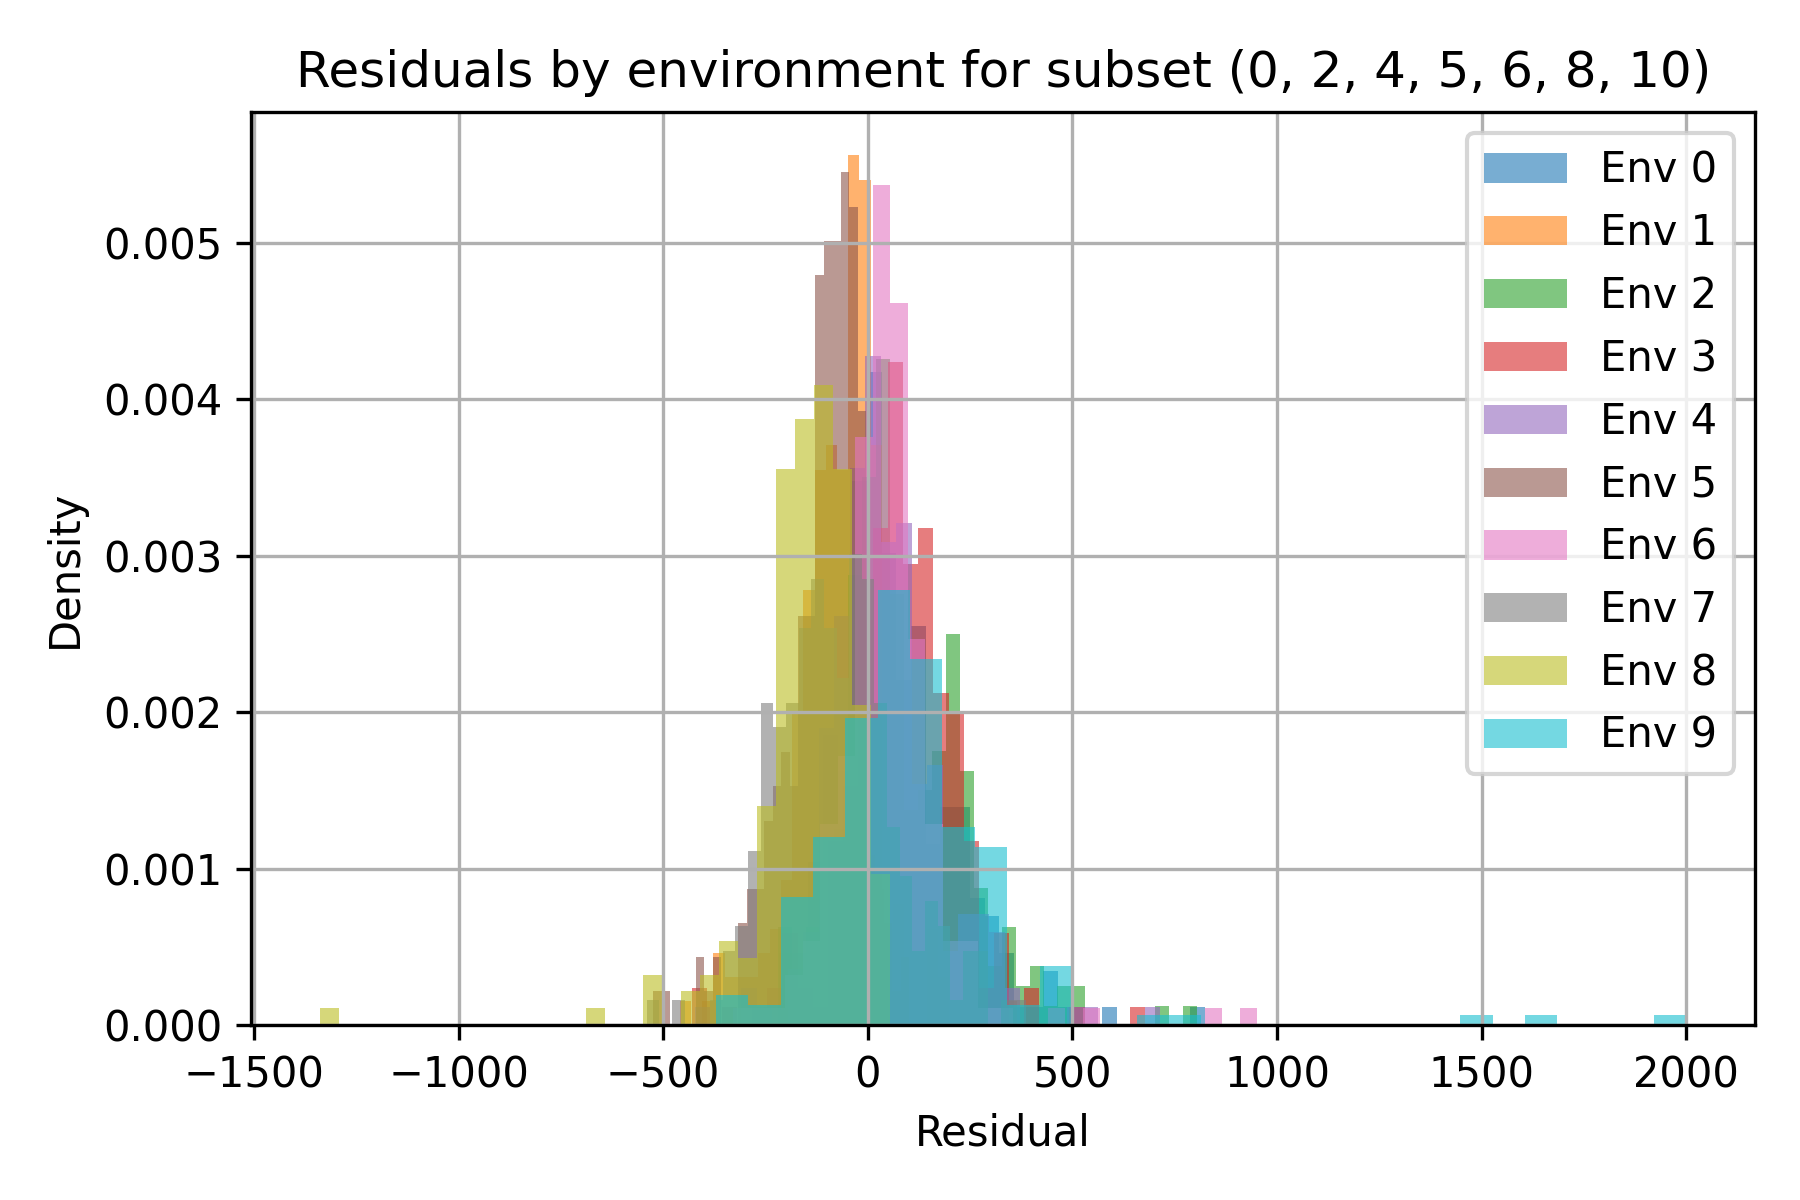 Residuals by environment for subset (0, 2, 4, 5, 6, 8, 10)
Density
0.005
0.004
0.003
0.002
0.001
0.000
−1500 −1000 −500 0 500 1000 1500 2000
Residual
Env 0
Env 1
Env 2
Env 3
Env 4
Env 5
Env 6
Env 7
Env 8
Env 9